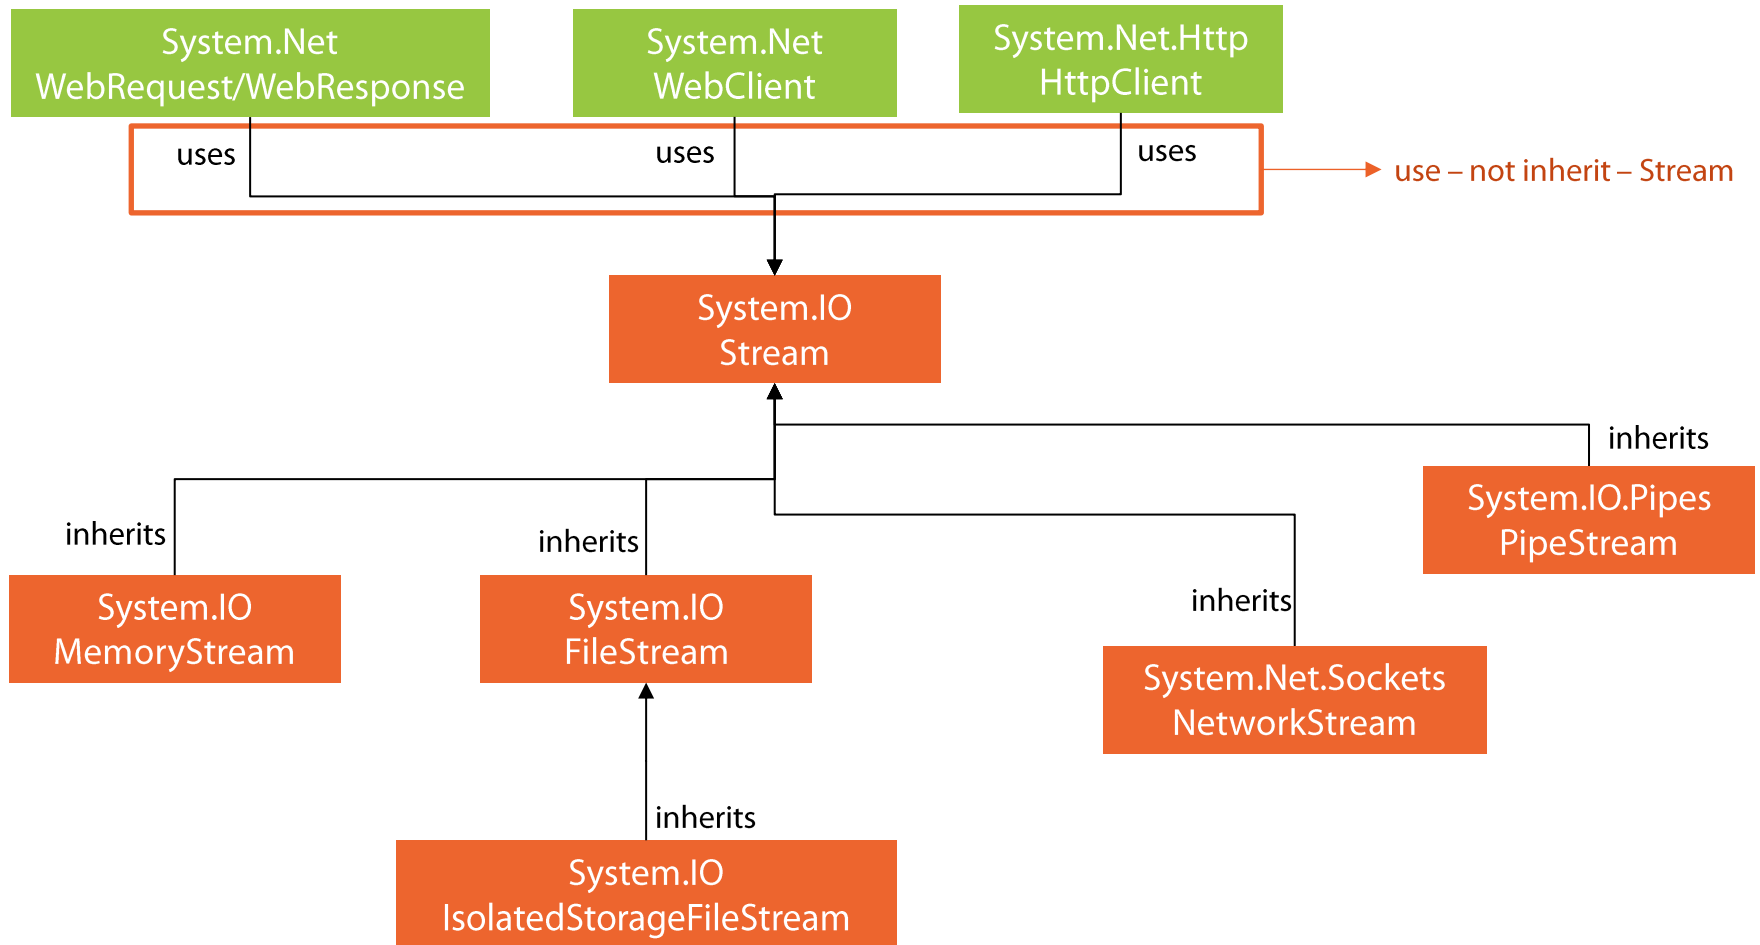 System.Net
WebRequest/WebResponse
System.Net
WebClient
System.Net.Http
HttpClient
uses
uses
uses
use – not inherit – Stream
System.IO
Stream
inherits
System.IO.Pipes
PipeStream
inherits
inherits
System.IO
MemoryStream
System.IO
FileStream
inherits
System.Net.Sockets
NetworkStream
inherits
System.IO
IsolatedStorageFileStream